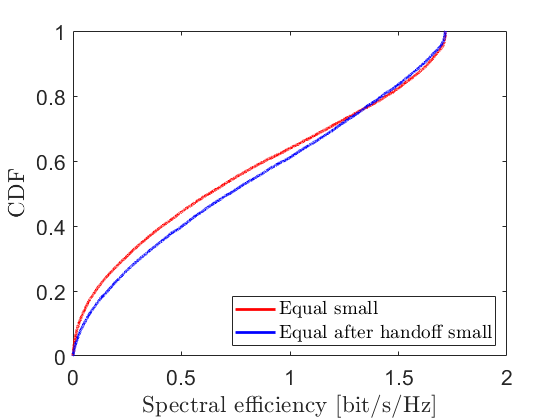 1
0.8
0.6
0.4
0.2
0
CDF
Equal small
Equal after handoff small
0 0.5 1 1.5 2
Spectral efficiency [bit/s/Hz]